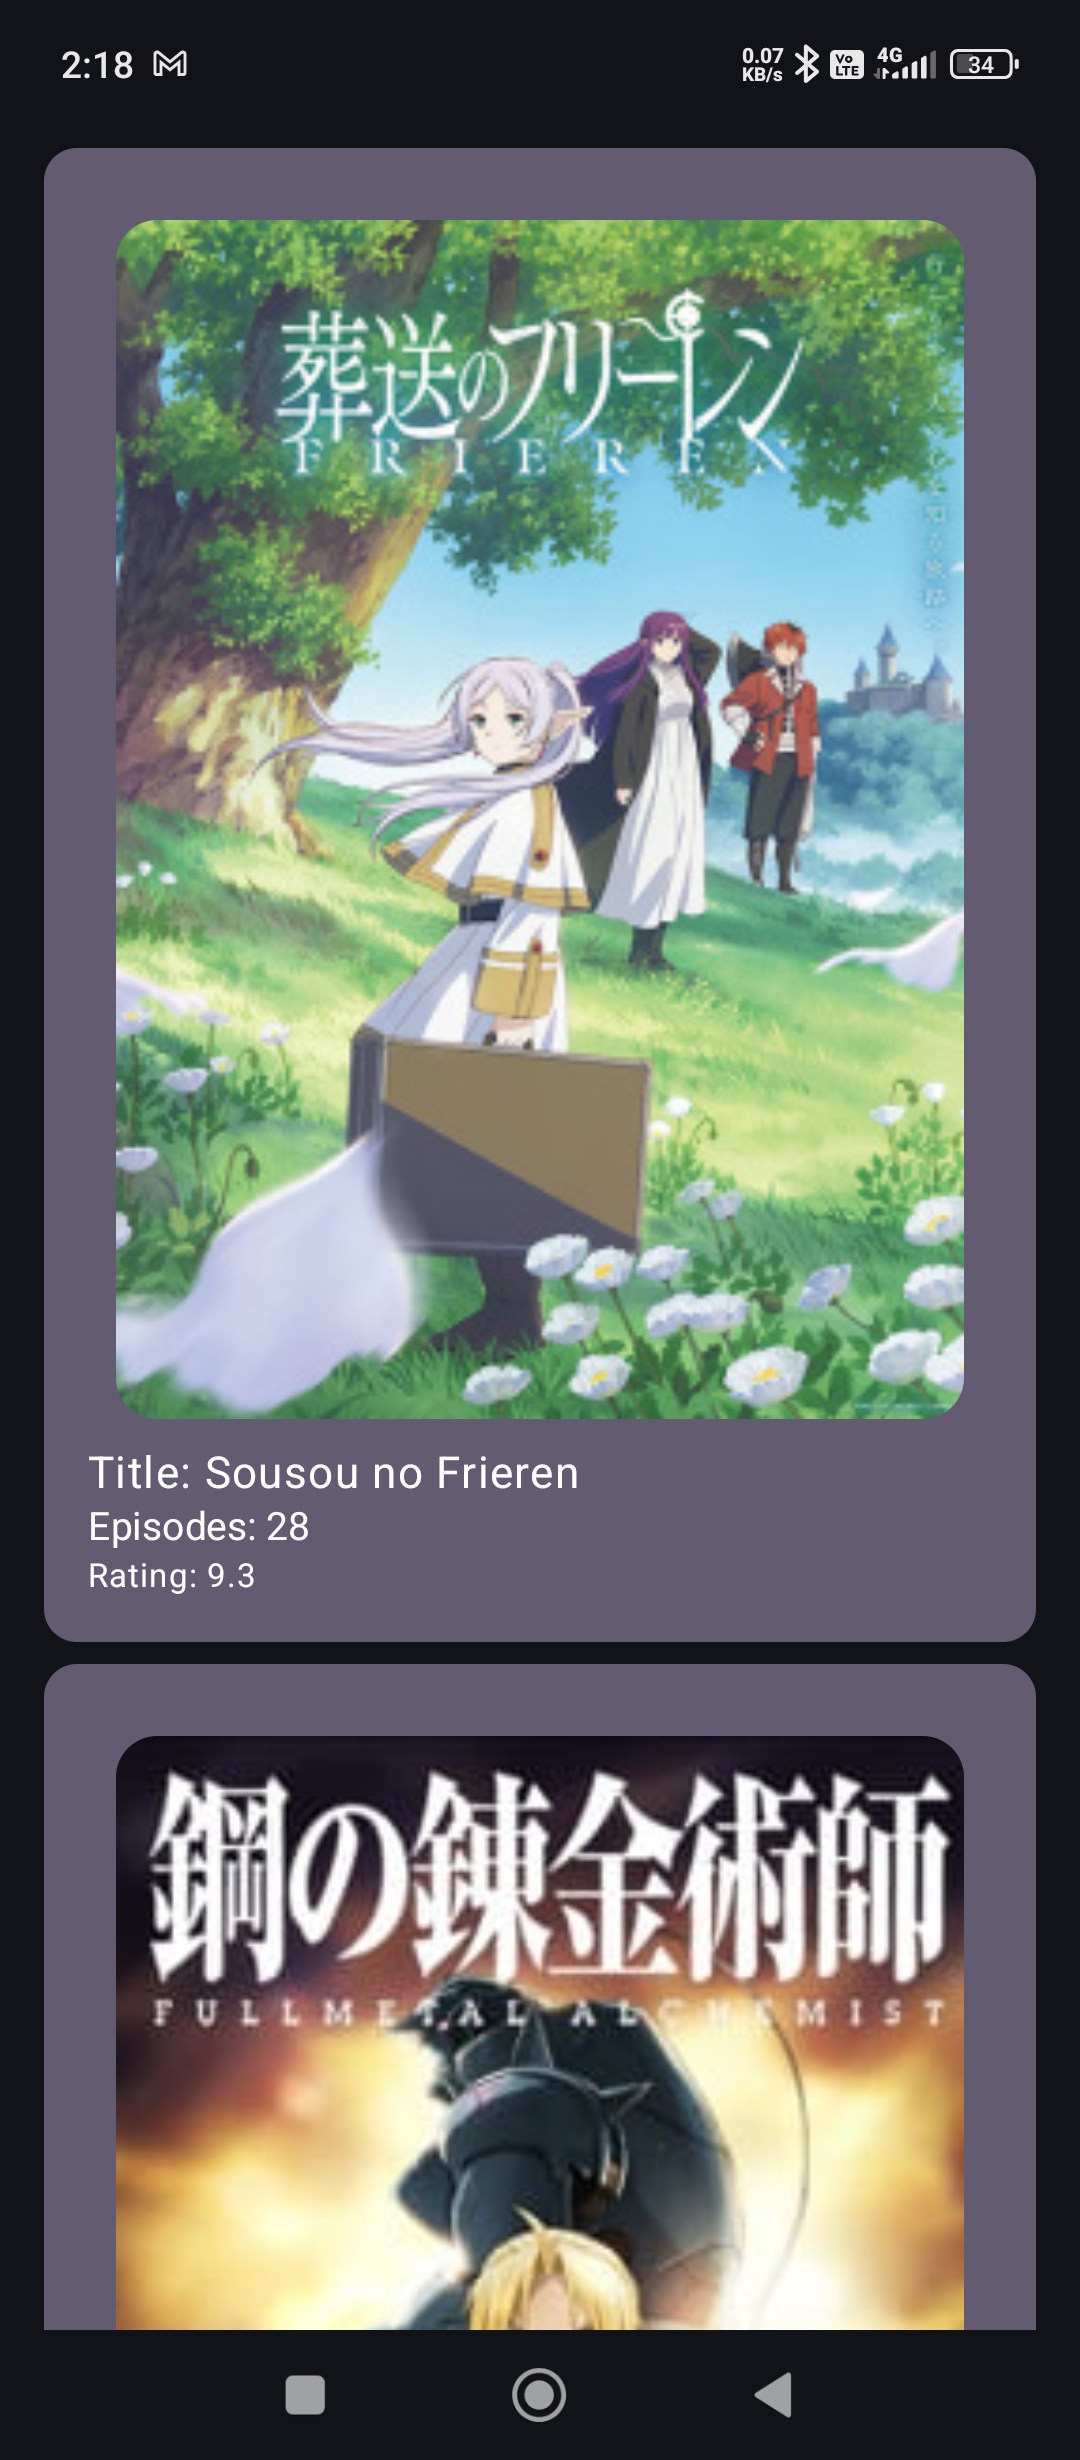 2:18
0.07
KB/s
Vo
LTE
4G
34
葬送のフリーレン
FRIEREN
Title: Sousou no Frieren
Episodes: 28
Rating: 9.3
鋼の錬金術師
FULLMETAL ALCHEMIST